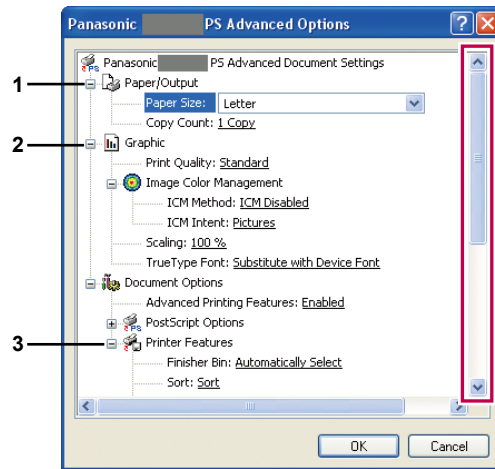 Panasonic PS Advanced Options
Panasonic PS Advanced Document Settings
1 Paper/Output
Paper Size: Letter
Copy Count: 1 Copy
2 Graphic
Print Quality: Standard
Image Color Management
ICM Method: ICM Disabled
ICM Intent: Pictures
Scaling: 100 %
TrueType Font: Substitute with Device Font
Document Options
Advanced Printing Features: Enabled
PostScript Options
3 Printer Features
Finisher Bin: Automatically Select
Sort: Sort
OK Cancel